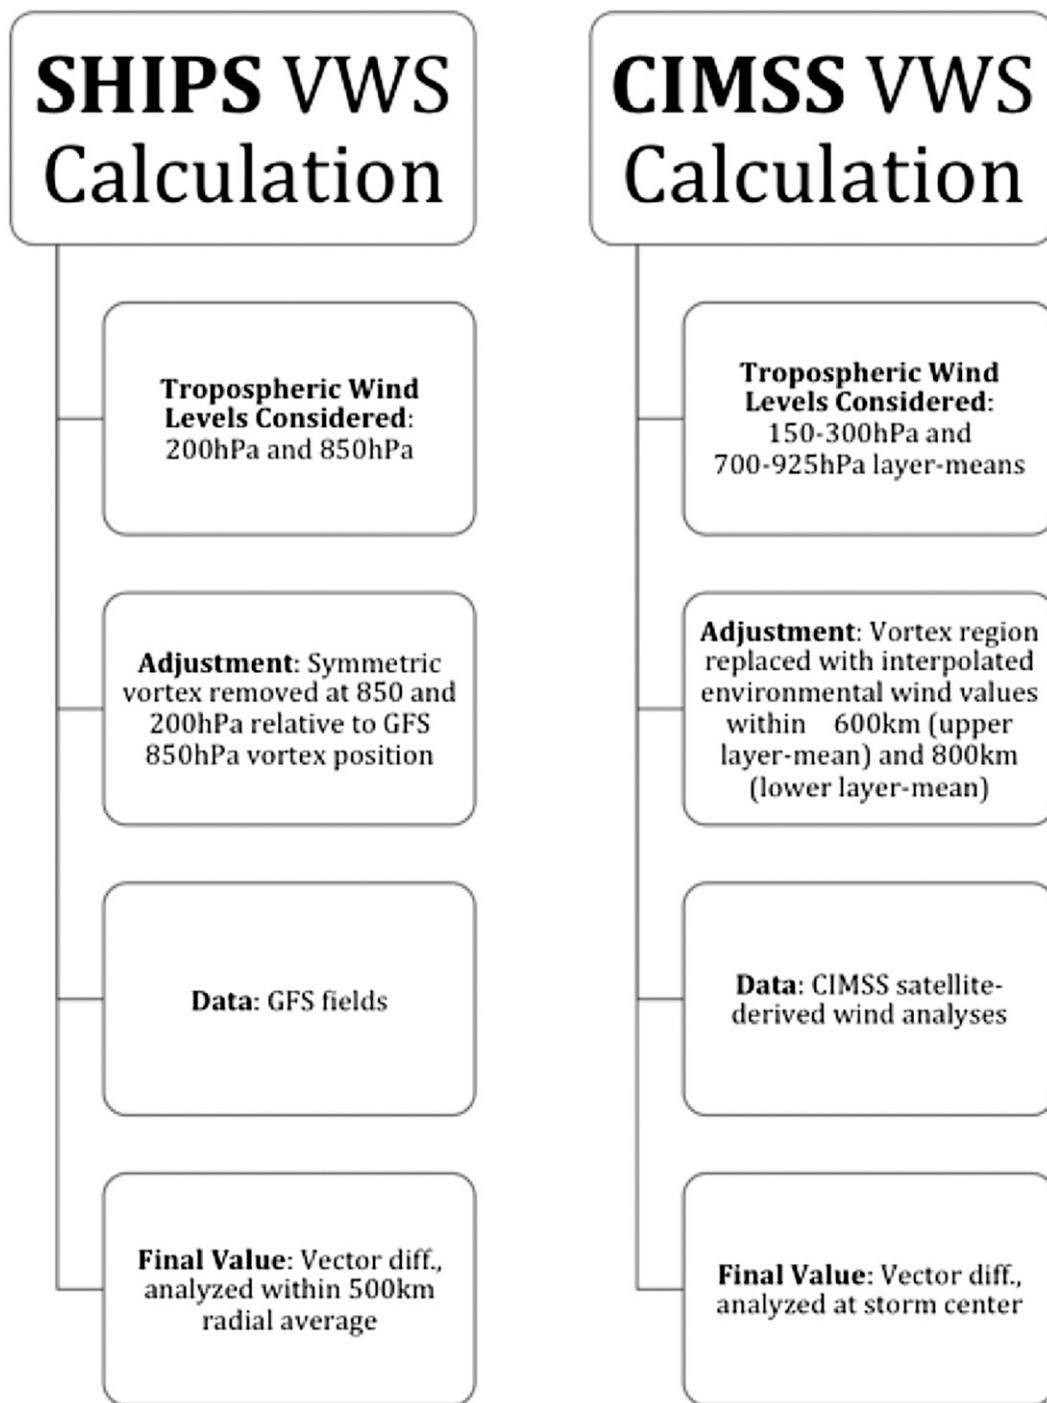 SHIPS VWS
Calculation
Tropospheric Wind
Levels Considered:
200hPa and 850hPa
Adjustment: Symmetric
vortex removed at 850 and
200hPa relative to GFS
850hPa vortex position
Data: GFS fields
Final Value: Vector diff.,
analyzed within 500km
radial average
CIMSS VWS
Calculation
Tropospheric Wind
Levels Considered:
150-300hPa and
700-925hPa layer-means
Adjustment: Vortex region
replaced with interpolated
environmental wind values
within 600km (upper
layer-mean) and 800km
(lower layer-mean)
Data: CIMSS satellite-
derived wind analyses
Final Value: Vector diff.,
analyzed at storm center